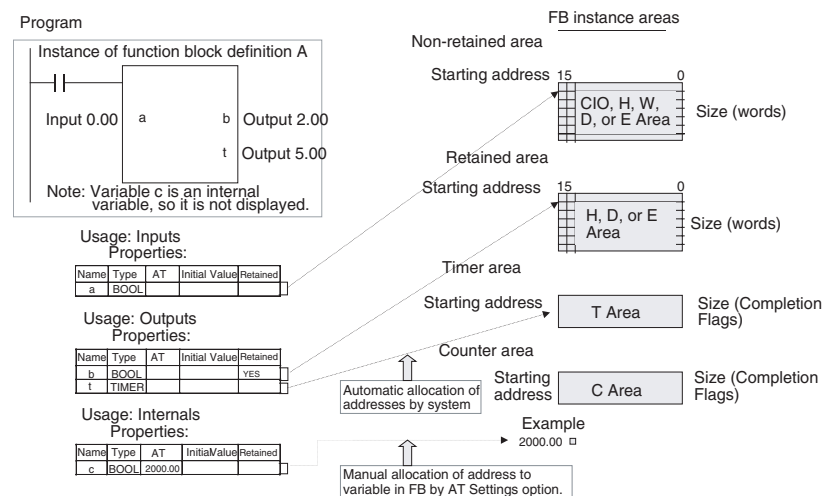 Program
Instance of function block definition A
Input 0.00
a
b
Output 2.00
t
Output 5.00
Note: Variable c is an internal
variable, so it is not displayed.
Usage: Inputs
Properties:
Name Type AT Initial Value Retained
a BOOL
Usage: Outputs
Properties:
Name Type AT Initial Value Retained
b BOOL YES
t TIMER
Usage: Internals
Properties:
Name Type AT InitialValue Retained
c BOOL 2000.00
FB instance areas
Non-retained area
Starting address
15 0
CIO, H, W,
D, or E Area
Size (words)
Retained area
Starting address
15 0
H, D, or E
Area
Size (words)
Timer area
Starting address
T Area
Size (Completion
Flags)
Counter area
Starting
address
C Area
Size (Completion
Flags)
Automatic allocation of
addresses by system
Example
2000.00
Manual allocation of address to
variable in FB by AT Settings option.